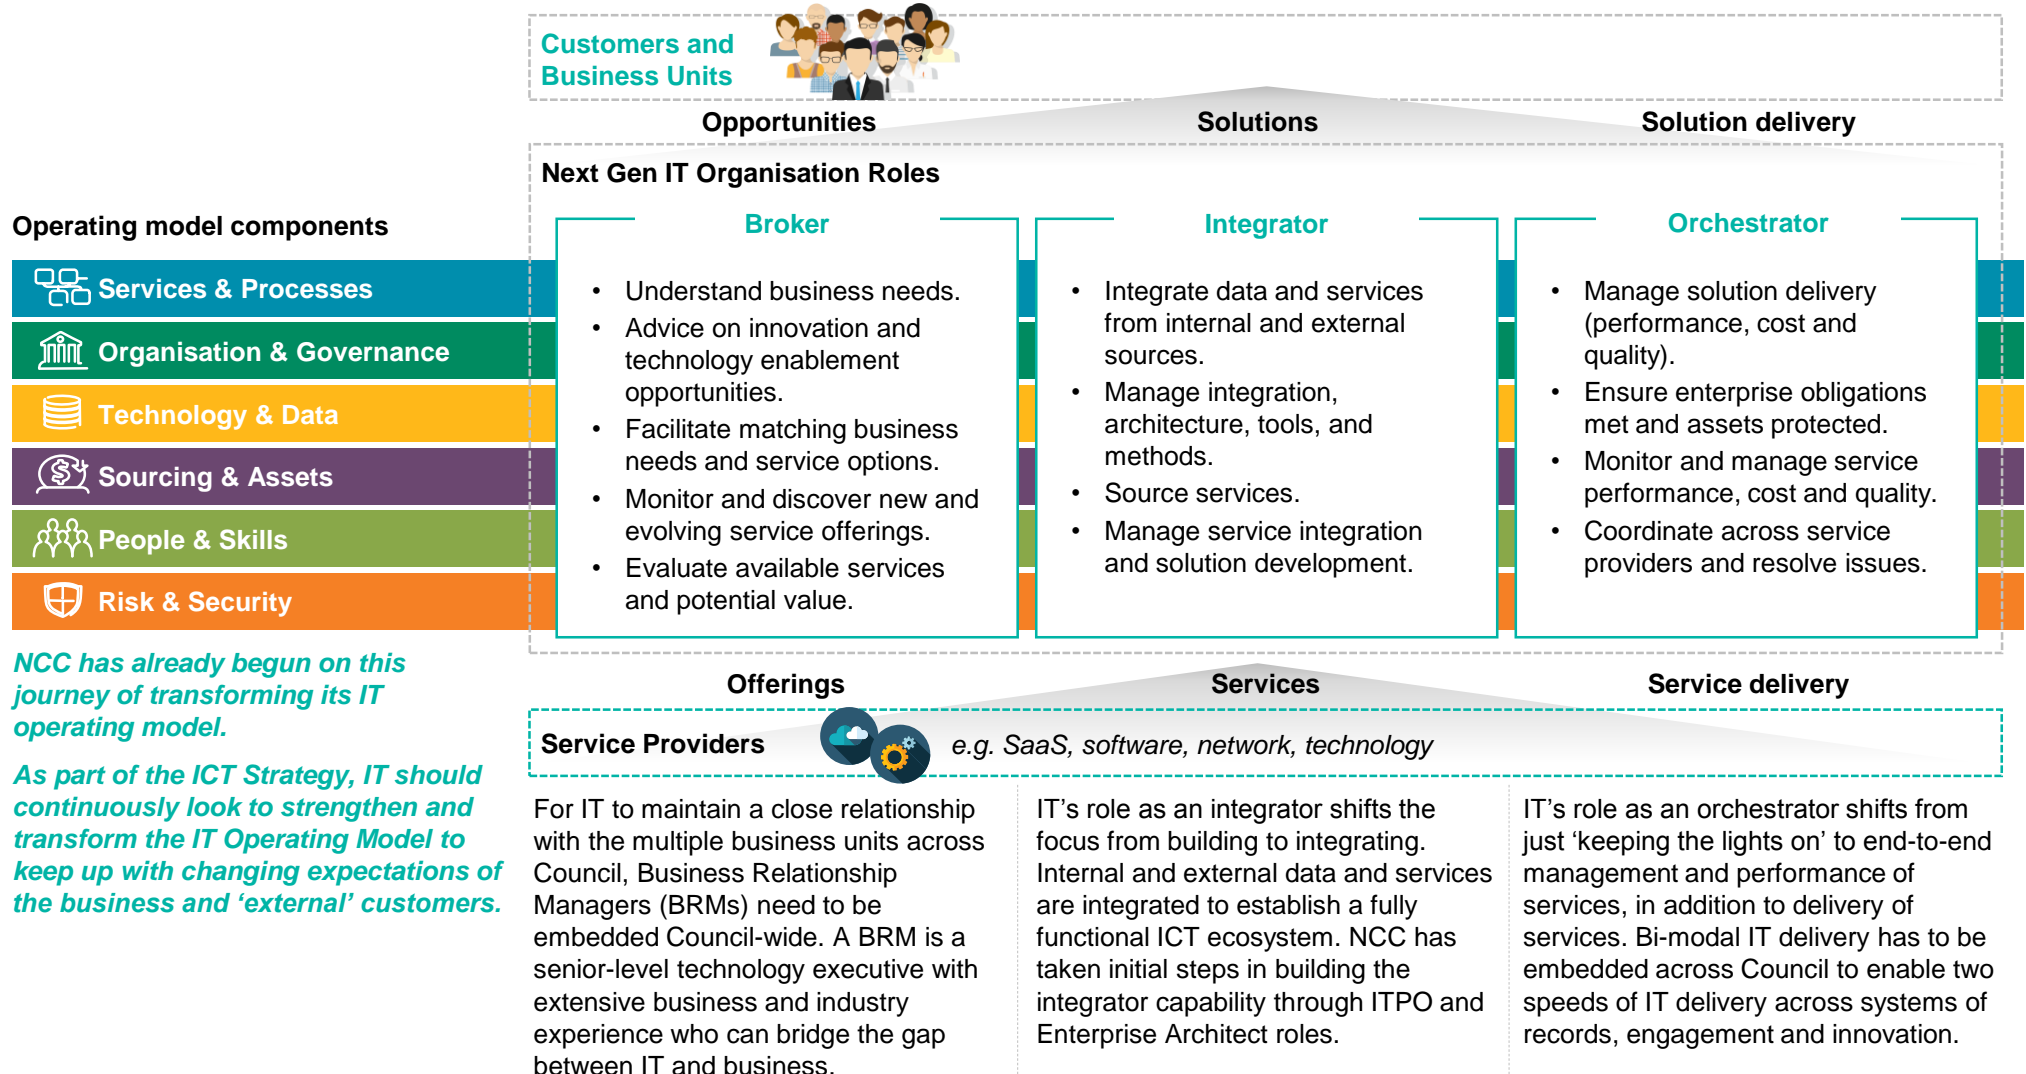 Customers and
Business Units
Opportunities
Solutions
Solution delivery
Next Gen IT Organisation Roles
Operating model components
Services & Processes
Organisation & Governance
Technology & Data
Sourcing & Assets
People & Skills
Risk & Security
Broker
• Understand business needs.
• Advice on innovation and
technology enablement
opportunities.
• Facilitate matching business
needs and service options.
• Monitor and discover new and
evolving service offerings.
• Evaluate available services
and potential value.
Integrator
• Integrate data and services
from internal and external
sources.
• Manage integration,
architecture, tools, and
methods.
• Source services.
• Manage service integration
and solution development.
Orchestrator
• Manage solution delivery
(performance, cost and
quality).
• Ensure enterprise obligations
met and assets protected.
• Monitor and manage service
performance, cost and quality.
• Coordinate across service
providers and resolve issues.
NCC has already begun on this
journey of transforming its IT
operating model.
As part of the ICT Strategy, IT should
continuously look to strengthen and
transform the IT Operating Model to
keep up with changing expectations of
the business and ‘external’ customers.
Offerings
Services
Service delivery
Service Providers
e.g. SaaS, software, network, technology
For IT to maintain a close relationship
with the multiple business units across
Council, Business Relationship
Managers (BRMs) need to be
embedded Council-wide. A BRM is a
senior-level technology executive with
extensive business and industry
experience who can bridge the gap
between IT and business.
IT’s role as an integrator shifts the
focus from building to integrating.
Internal and external data and services
are integrated to establish a fully
functional ICT ecosystem. NCC has
taken initial steps in building the
integrator capability through ITPO and
Enterprise Architect roles.
IT’s role as an orchestrator shifts from
just ‘keeping the lights on’ to end-to-end
management and performance of
services, in addition to delivery of
services. Bi-modal IT delivery has to be
embedded across Council to enable two
speeds of IT delivery across systems of
records, engagement and innovation.